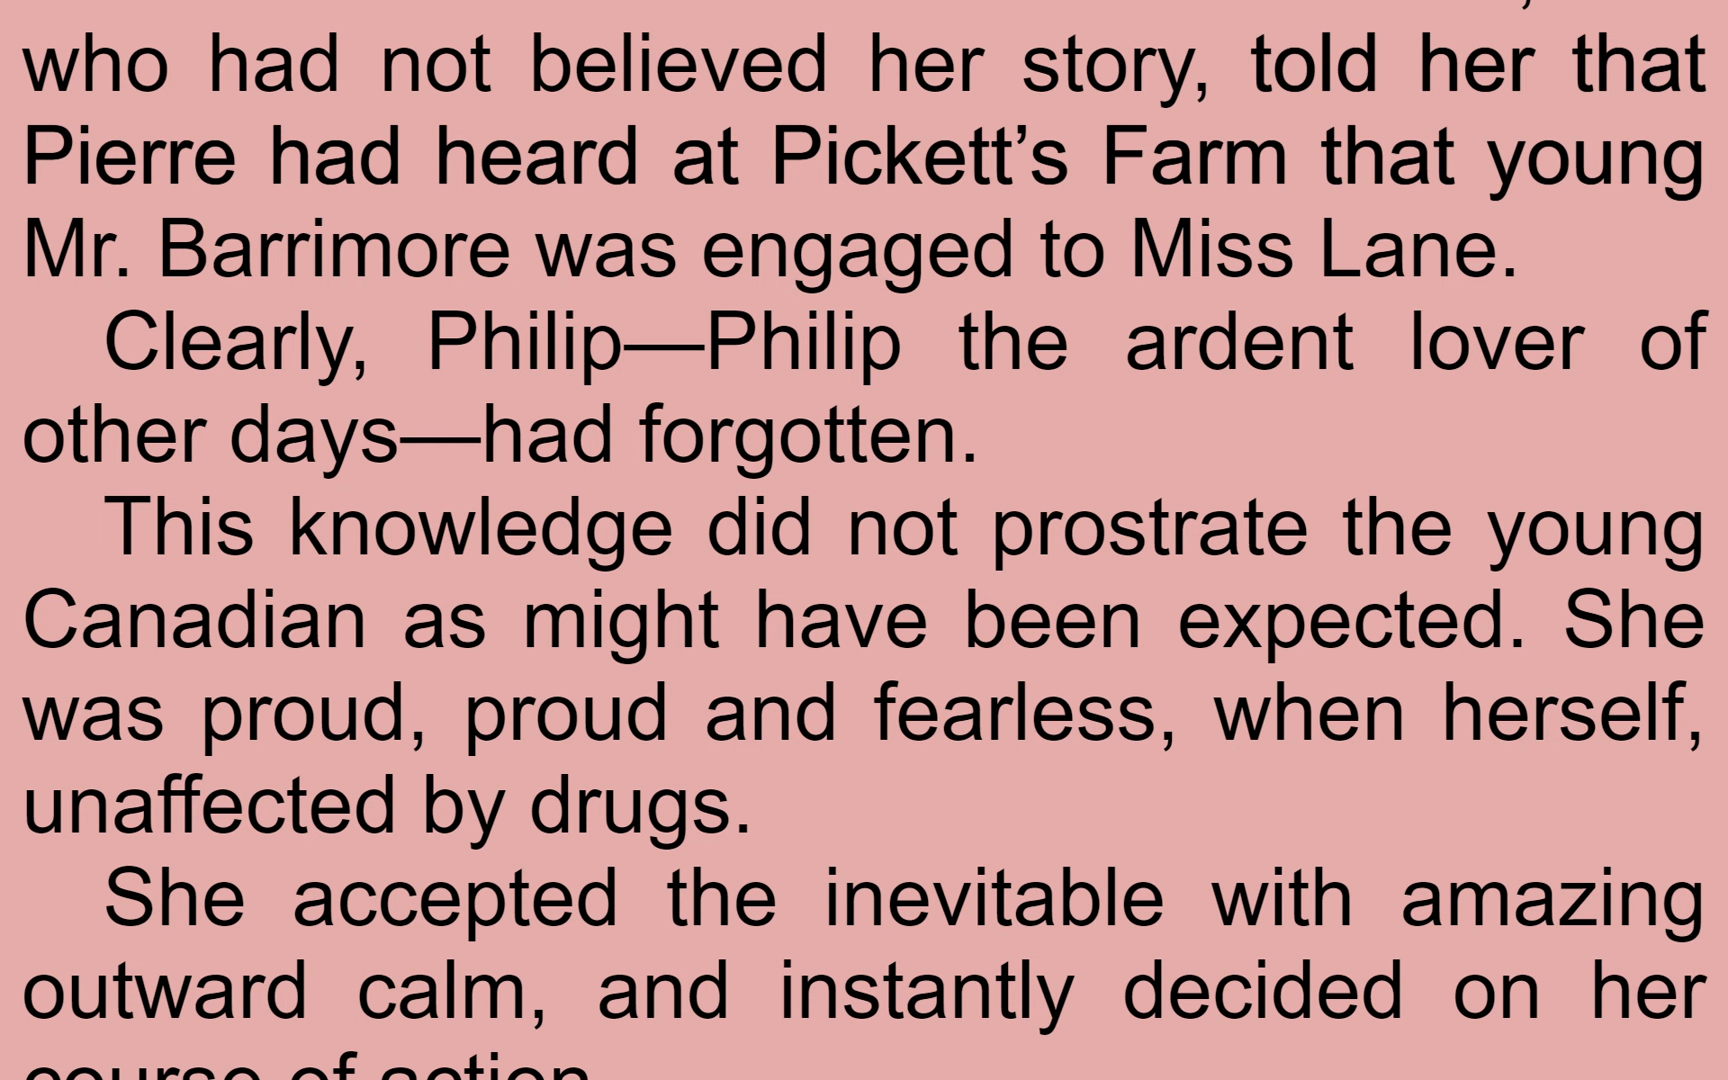 who had not believed her story, told her that
Pierre had heard at Pickett’s Farm that young
Mr. Barrimore was engaged to Miss Lane.
Clearly, Philip—Philip the ardent lover of
other days—had forgotten.
This knowledge did not prostrate the young
Canadian as might have been expected. She
was proud, proud and fearless, when herself,
unaffected by drugs.
She accepted the inevitable with amazing
outward calm, and instantly decided on her
course of action.